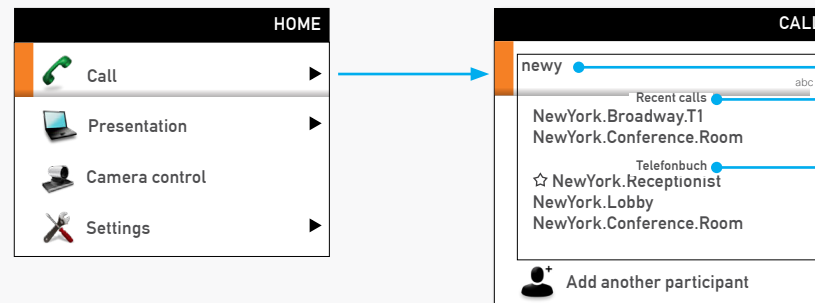 HOME
Call
Presentation
Camera control
Settings
CALL
newy
abc
Recent calls
NewYork.Broadway.T1
NewYork.Conference.Room
Telefonbuch
NewYork.Receptionist
NewYork.Lobby
NewYork.Conference.Room
Add another participant